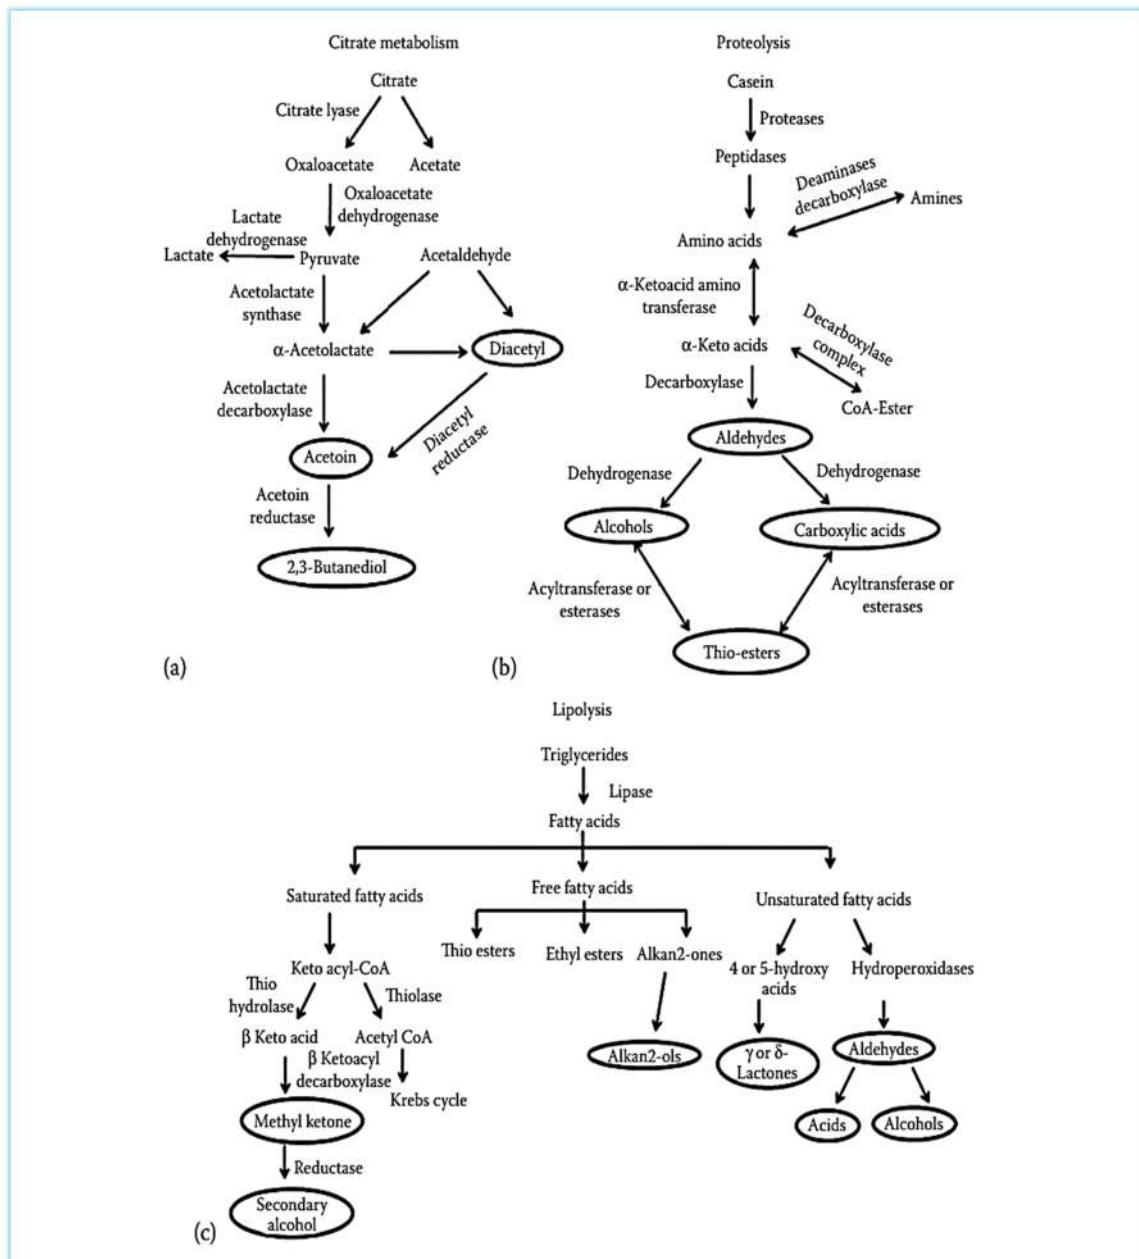 Citrate metabolism
Citrate
Citrate lyase
Oxaloacetate
Acetate
Oxaloacetate
dehydrogenase
Lactate
dehydrogenase
Lactate
Pyruvate
Acetaldehyde
Acetolactate
synthase
α-Acetolactate
Diacetyl
Acetolactate
decarboxylase
Diacetyl
reductase
Acetoin
Acetoin
reductase
2,3-Butanediol
(a)
Proteolysis
Casein
Proteases
Peptidases
Deaminases
decarboxylase
Amines
Amino acids
α-Ketoacid amino
transferase
α-Keto acids
Decarboxylase
complex
Decarboxylase
CoA-Ester
Aldehydes
Dehydrogenase
Dehydrogenase
Alcohols
Carboxylic acids
Acyltransferase or
esterases
Acyltransferase or
esterases
Thio-esters
(b)
Lipolysis
Triglycerides
Lipase
Fatty acids
Saturated fatty acids
Free fatty acids
Unsaturated fatty acids
Thio esters
Ethyl esters
Alkan2-ones
Keto acyl-CoA
4 or 5-hydroxy
acids
Hydroperoxidases
Thio
hydrolase
Thiolase
β Keto acid
Acetyl CoA
β Ketoacyl
decarboxylase
Krebs cycle
Alkan2-ols
γ or δ-
Lactones
Aldehydes
Methyl ketone
Acids
Alcohols
Reductase
Secondary
alcohol
(c)